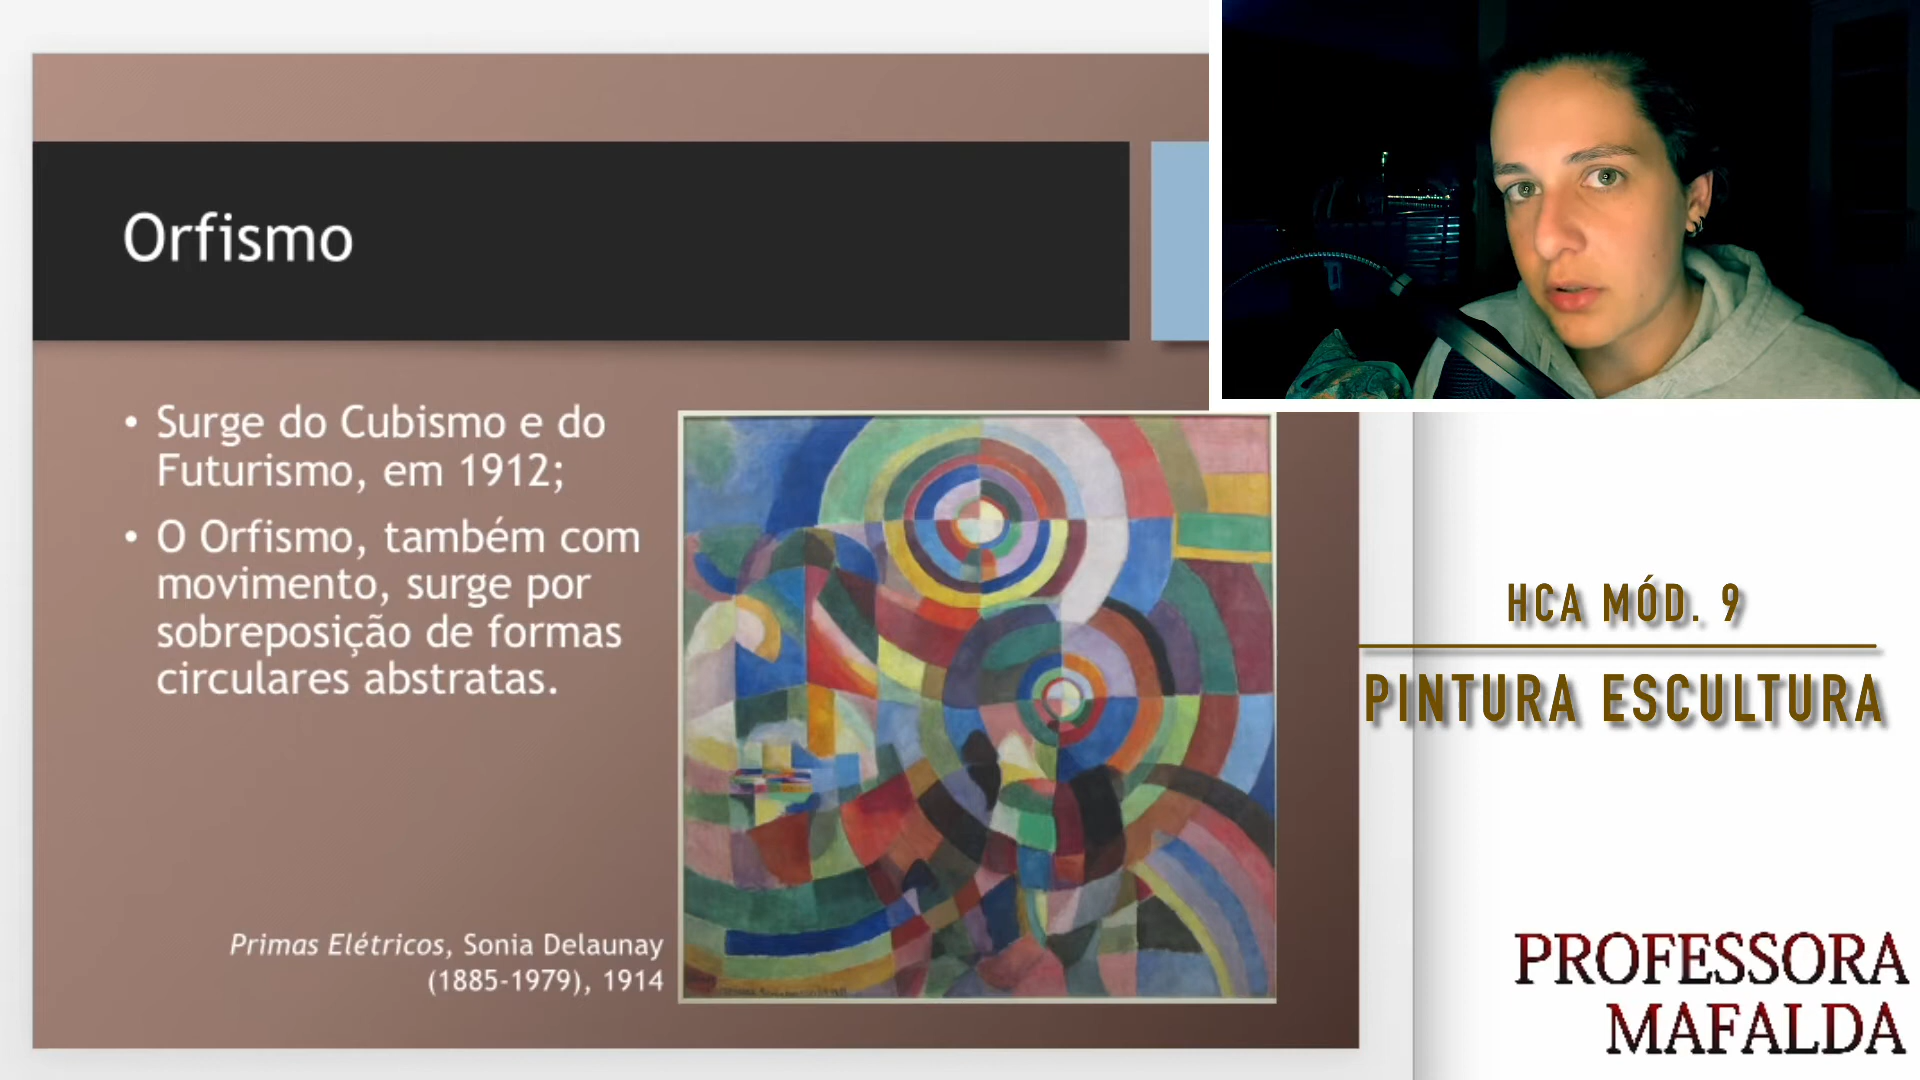 Orfismo
• Surge do Cubismo e do
Futurismo, em 1912;
• O Orfismo, também com
movimento, surge por
sobreposição de formas
circulares abstratas.
Primas Elétricos, Sonia Delaunay
(1885-1979), 1914
HCA MÓD. 9
PINTURA ESCULTURA
PROFESSORA
MAFALDA